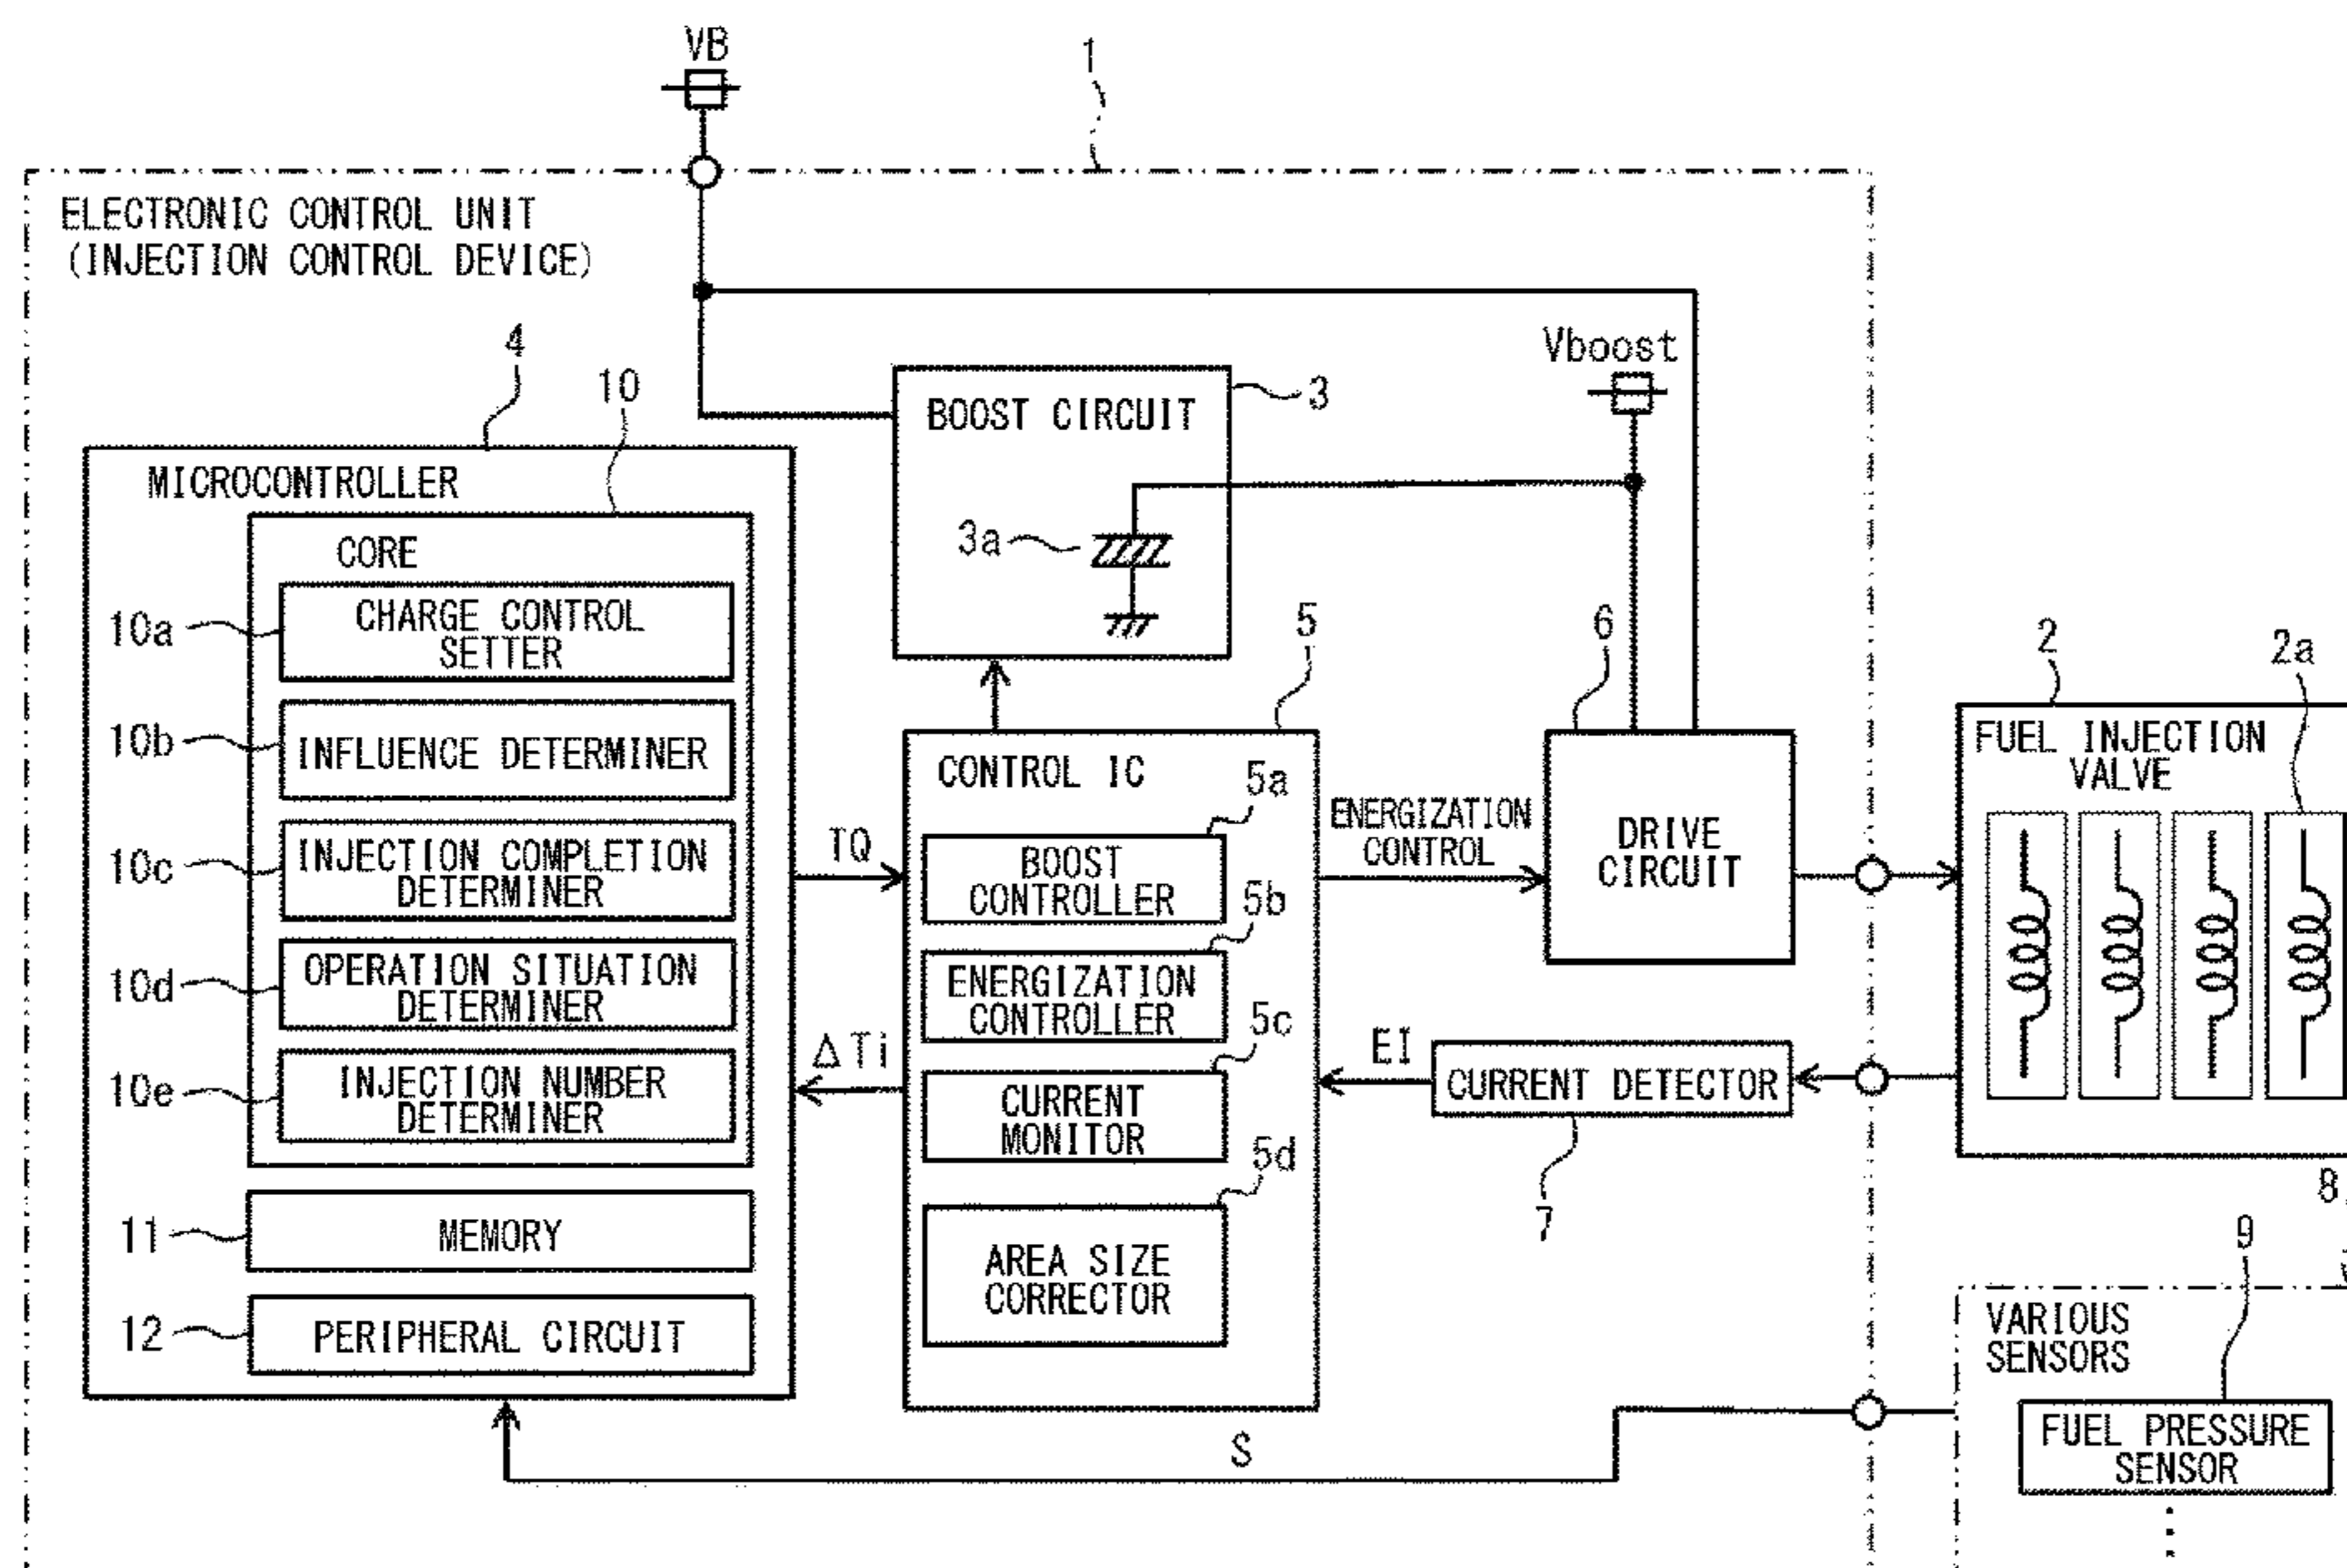 VB
1
ELECTRONIC CONTROL UNIT
(INJECTION CONTROL DEVICE)
4
10
Vboost
BOOST CIRCUIT
3
3a
MICROCONTROLLER
CORE
10a
CHARGE CONTROL
SETTER
10b
INFLUENCE DETERMINER
10c
INJECTION COMPLETION
DETERMINER
10d
OPERATION SITUATION
DETERMINER
10e
INJECTION NUMBER
DETERMINER
11
MEMORY
12
PERIPHERAL CIRCUIT
TQ
ΔTi
5
CONTROL IC
5a
BOOST
CONTROLLER
5b
ENERGIZATION
CONTROLLER
5c
CURRENT
MONITOR
5d
AREA SIZE
CORRECTOR
ENERGIZATION
CONTROL
6
DRIVE
CIRCUIT
EI
CURRENT DETECTOR
7
2
2a
FUEL INJECTION
VALVE
8
9
VARIOUS
SENSORS
FUEL PRESSURE
SENSOR
S